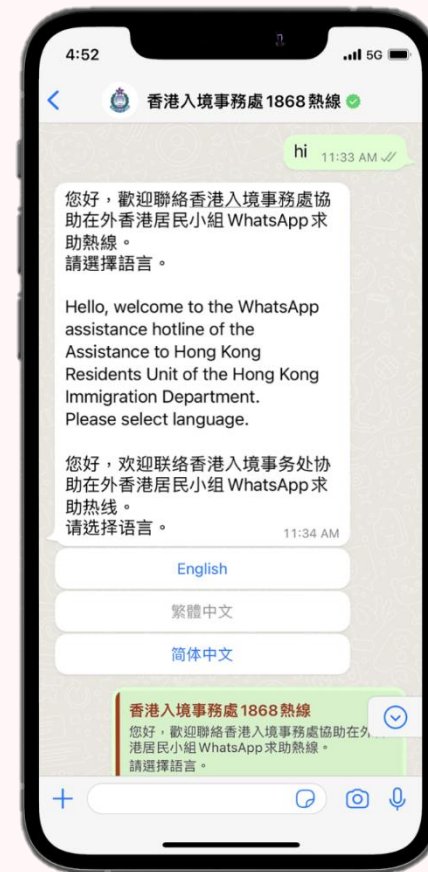 4:52
5G
香港入境事務處1868熱線
hi 11:33 AM
您好，歡迎聯絡香港入境事務處協
助在外香港居民小組 WhatsApp 求
助熱線。
請選擇語言。
Hello, welcome to the WhatsApp
assistance hotline of the
Assistance to Hong Kong
Residents Unit of the Hong Kong
Immigration Department.
Please select language.
您好，欢迎联络香港入境事务处协
助在外香港居民小组 WhatsApp 求
助热线。
请选择语言。
11:34 AM
English
繁體中文
简体中文
香港入境事務處1868熱線
您好，歡迎聯絡香港入境事務處協助在外
港居民小組 WhatsApp 求助熱線。
請選擇語言。